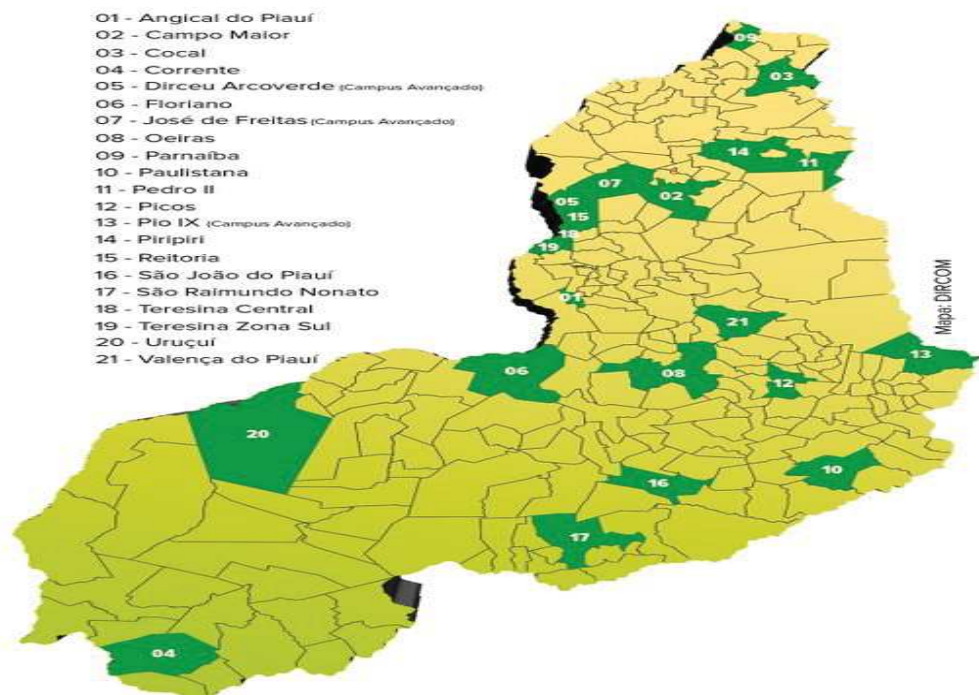 01 - Angical do Piauí
02 - Campo Maior
03 - Cocal
04 - Corrente
05 - Dirceu Arcoverde (Campus Avançado)
06 - Floriano
07 - José de Freitas (Campus Avançado)
08 - Oeiras
09 - Parnaíba
10 - Paulistana
11 - Pedro II
12 - Picos
13 - Pio IX (Campus Avançado)
14 - Piripiri
15 - Reitoria
16 - São João do Piauí
17 - São Raimundo Nonato
18 - Teresina Central
19 - Teresina Zona Sul
20 - Uruçuí
21 - Valença do Piauí
09
03
14
11
07
02
05
15
18
19
01
21
13
06
08
12
20
10
16
17
04
Mapa: DIRCOM